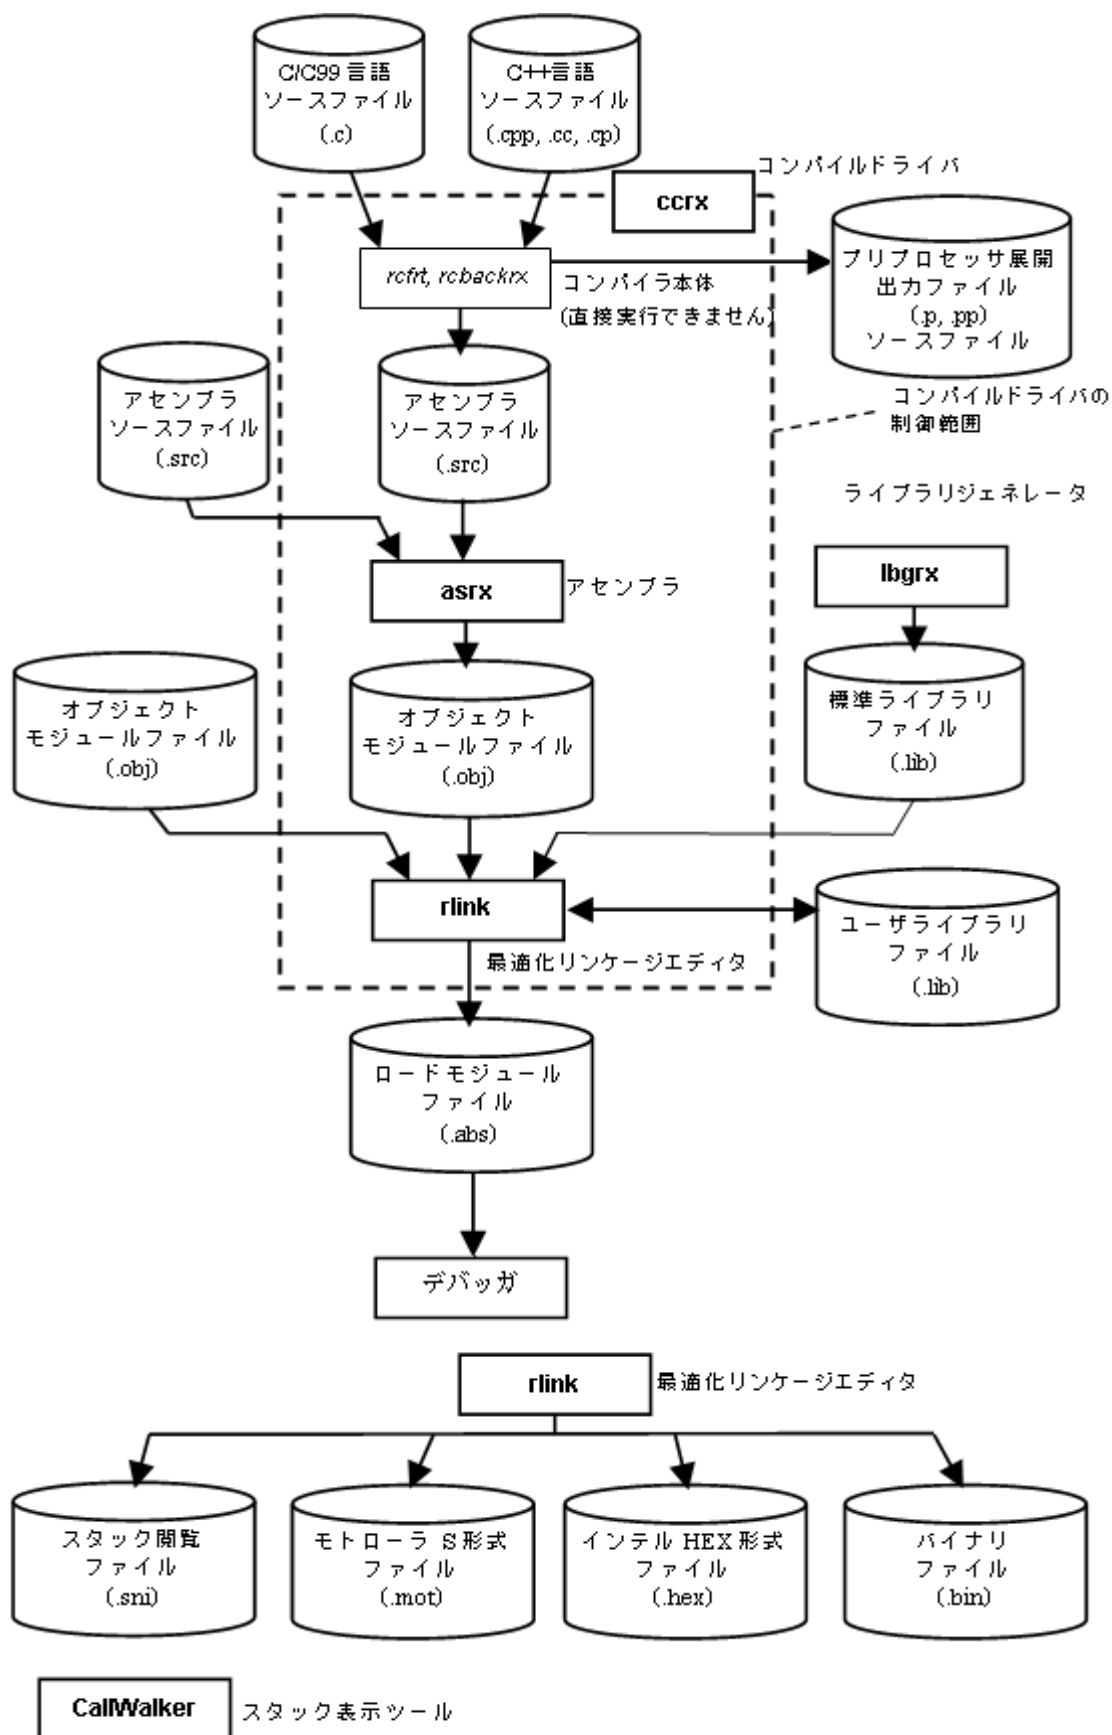 C/C99 言語
ソースファイル
(.c)
C++言語
ソースファイル
(.cpp, .cc, .cp)
コンパイルドライバ
ccrx
rcfrt, rcbackrx
コンパイラ本体
(直接実行できません)
プリプロセッサ展開
出力ファイル
(.p, .pp)
ソースファイル
アセンブラ
ソースファイル
(.src)
アセンブラ
ソースファイル
(.src)
コンパイルドライバの
制御範囲
ライブラリジェネレータ
asrx
アセンブラ
lbgrx
オブジェクト
モジュールファイル
(.obj)
オブジェクト
モジュールファイル
(.obj)
標準ライブラリ
ファイル
(.lib)
rlink
最適化リンケージエディタ
ユーザライブラリ
ファイル
(.lib)
ロードモジュール
ファイル
(.abs)
デバッガ
rlink
最適化リンケージエディタ
スタック閲覧
ファイル
(.sni)
モトローラ S形式
ファイル
(.mot)
インテル HEX 形式
ファイル
(.hex)
バイナリ
ファイル
(.bin)
CallWalker
スタック表示ツール